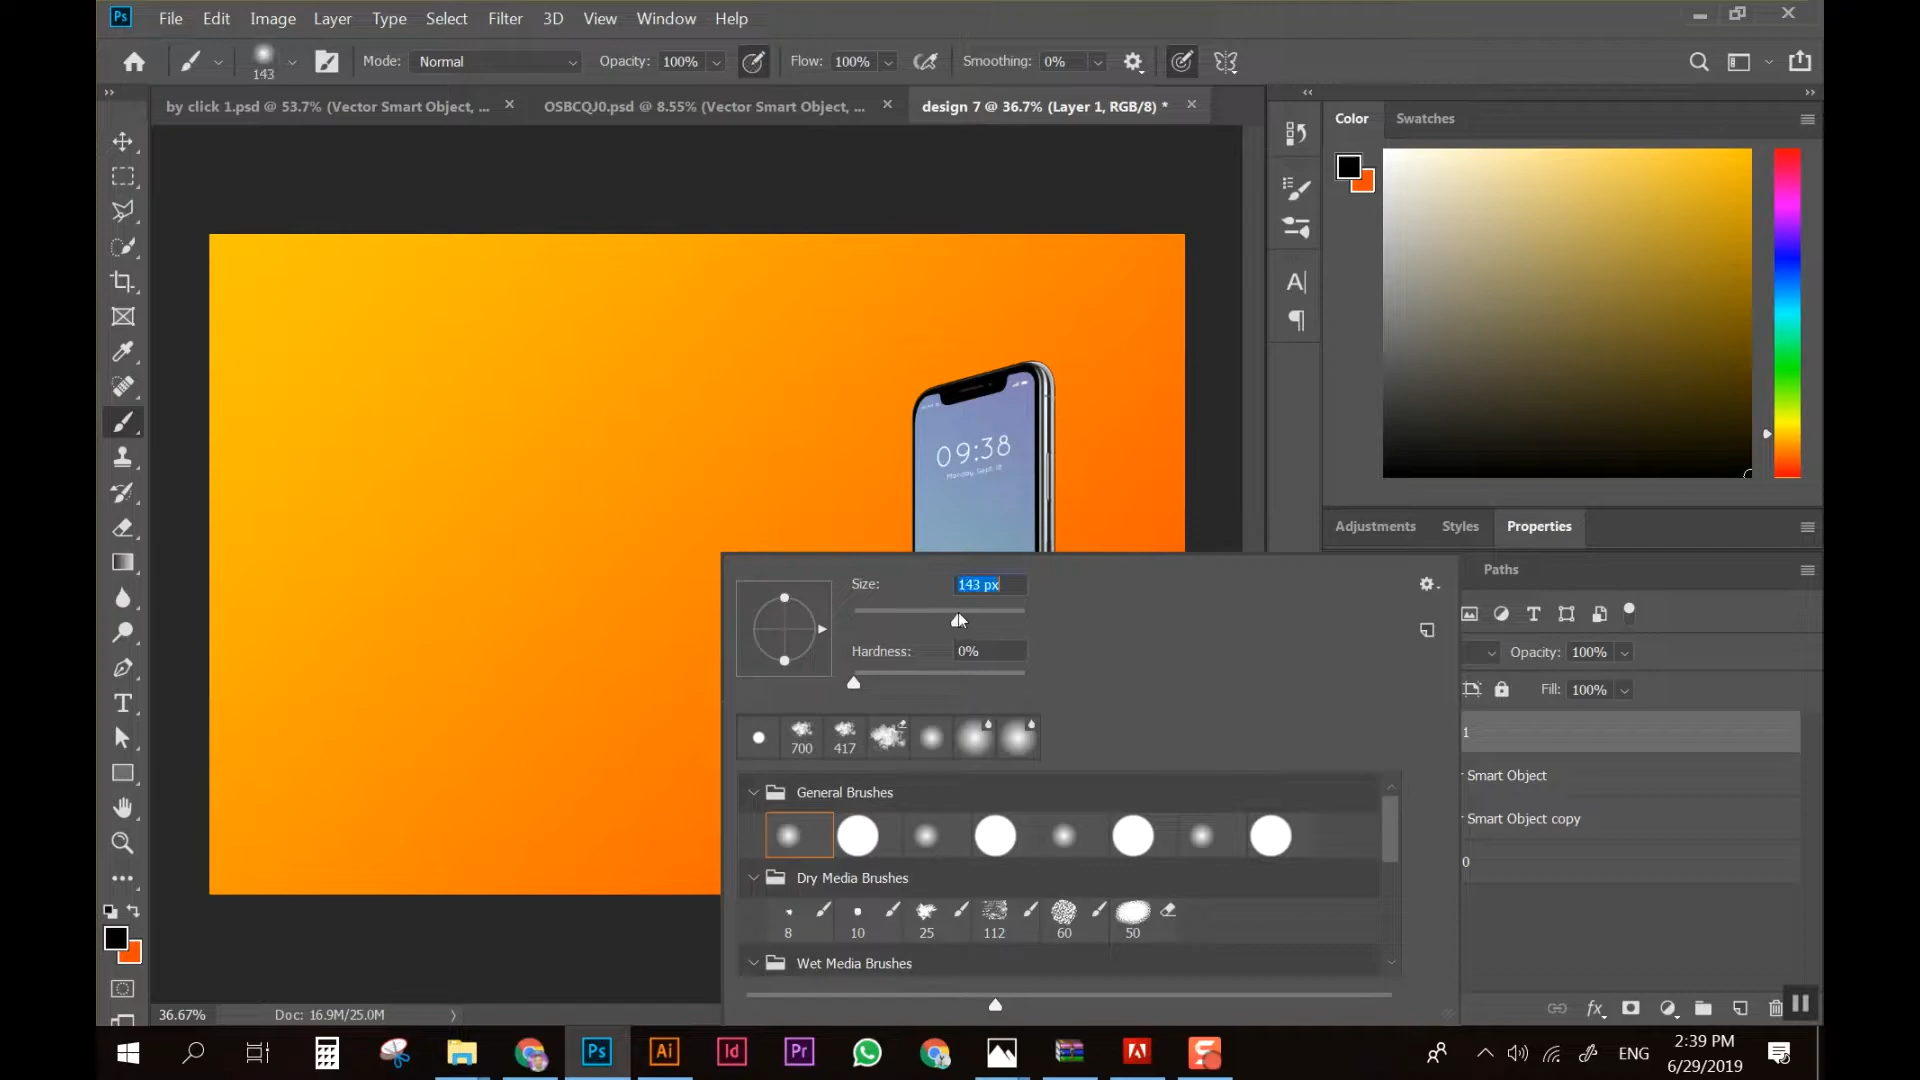 Ps File Edit Image Layer Type Select Filter 3D View Window Help
143 Mode: Normal Opacity: 100% Flow: 100% Smoothing: 0%
by click 1.psd @ 53.7% (Vector Smart Object, ... OSBCQJ0.psd @ 8.55% (Vector Smart Object, ... design 7 @ 36.7% (Layer 1, RGB/8) *
Color Swatches
09:38
Monday, Sept. 18
Adjustments Styles Properties
Size: 143 px
Hardness: 0%
Paths
Opacity: 100%
Fill: 100%
700 417
1
Smart Object
Smart Object copy
0
General Brushes
Dry Media Brushes
8 10 25 112 60 50
Wet Media Brushes
36.67% Doc: 16.9M/25.0M
Ps Ai Id Pr ENG
2:39 PM
6/29/2019